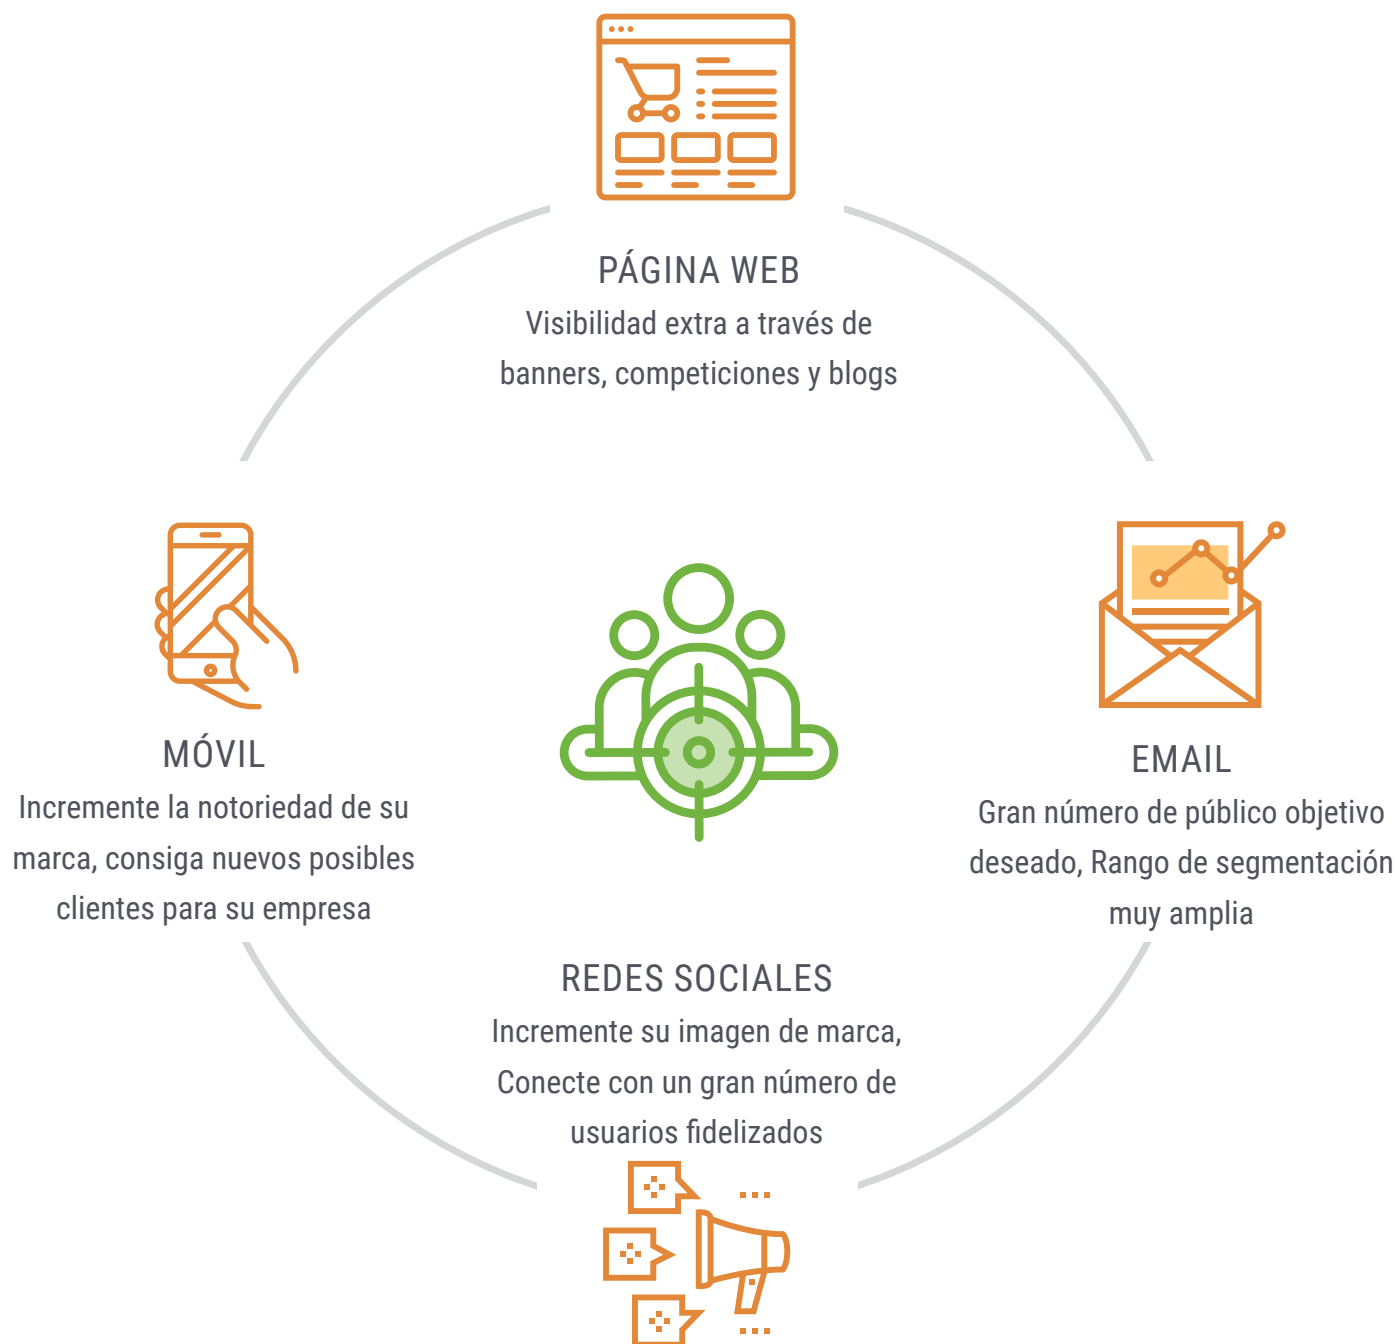 PÁGINA WEB
Visibilidad extra a través de
banners, competiciones y blogs
MÓVIL
Incremente la notoriedad de su
marca, consiga nuevos posibles
clientes para su empresa
EMAIL
Gran número de público objetivo
deseado, Rango de segmentación
muy amplia
REDES SOCIALES
Incremente su imagen de marca,
Conecte con un gran número de
usuarios fidelizados